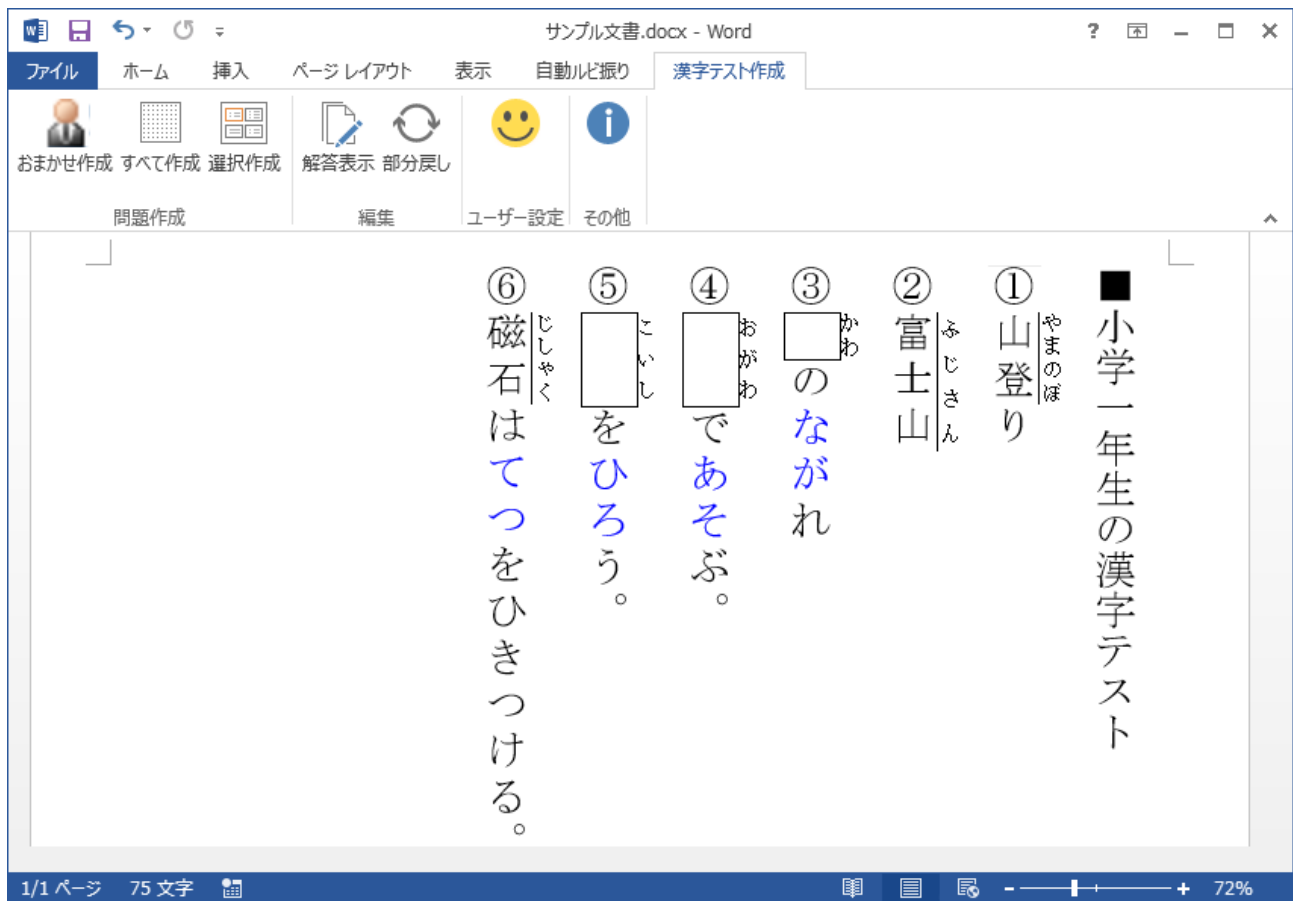 サンプル文書.docx - Word
ファイル ホーム 挿入 ページ レイアウト 表示 自動ルビ振り 漢字テスト作成
おまかせ作成 すべて作成 選択作成 解答表示 部分戻し
問題作成 編集 ユーザー設定 その他
■小学一年生の漢字テスト
やまのぼ
①山登り
ふじさん
②富士山
かわ
③のながれ
おがわ
④であそぶ。
こいし
⑤をひろう。
じしゃく
⑥磁石はてつをひきつける。
1/1 ページ 75 文字 72%